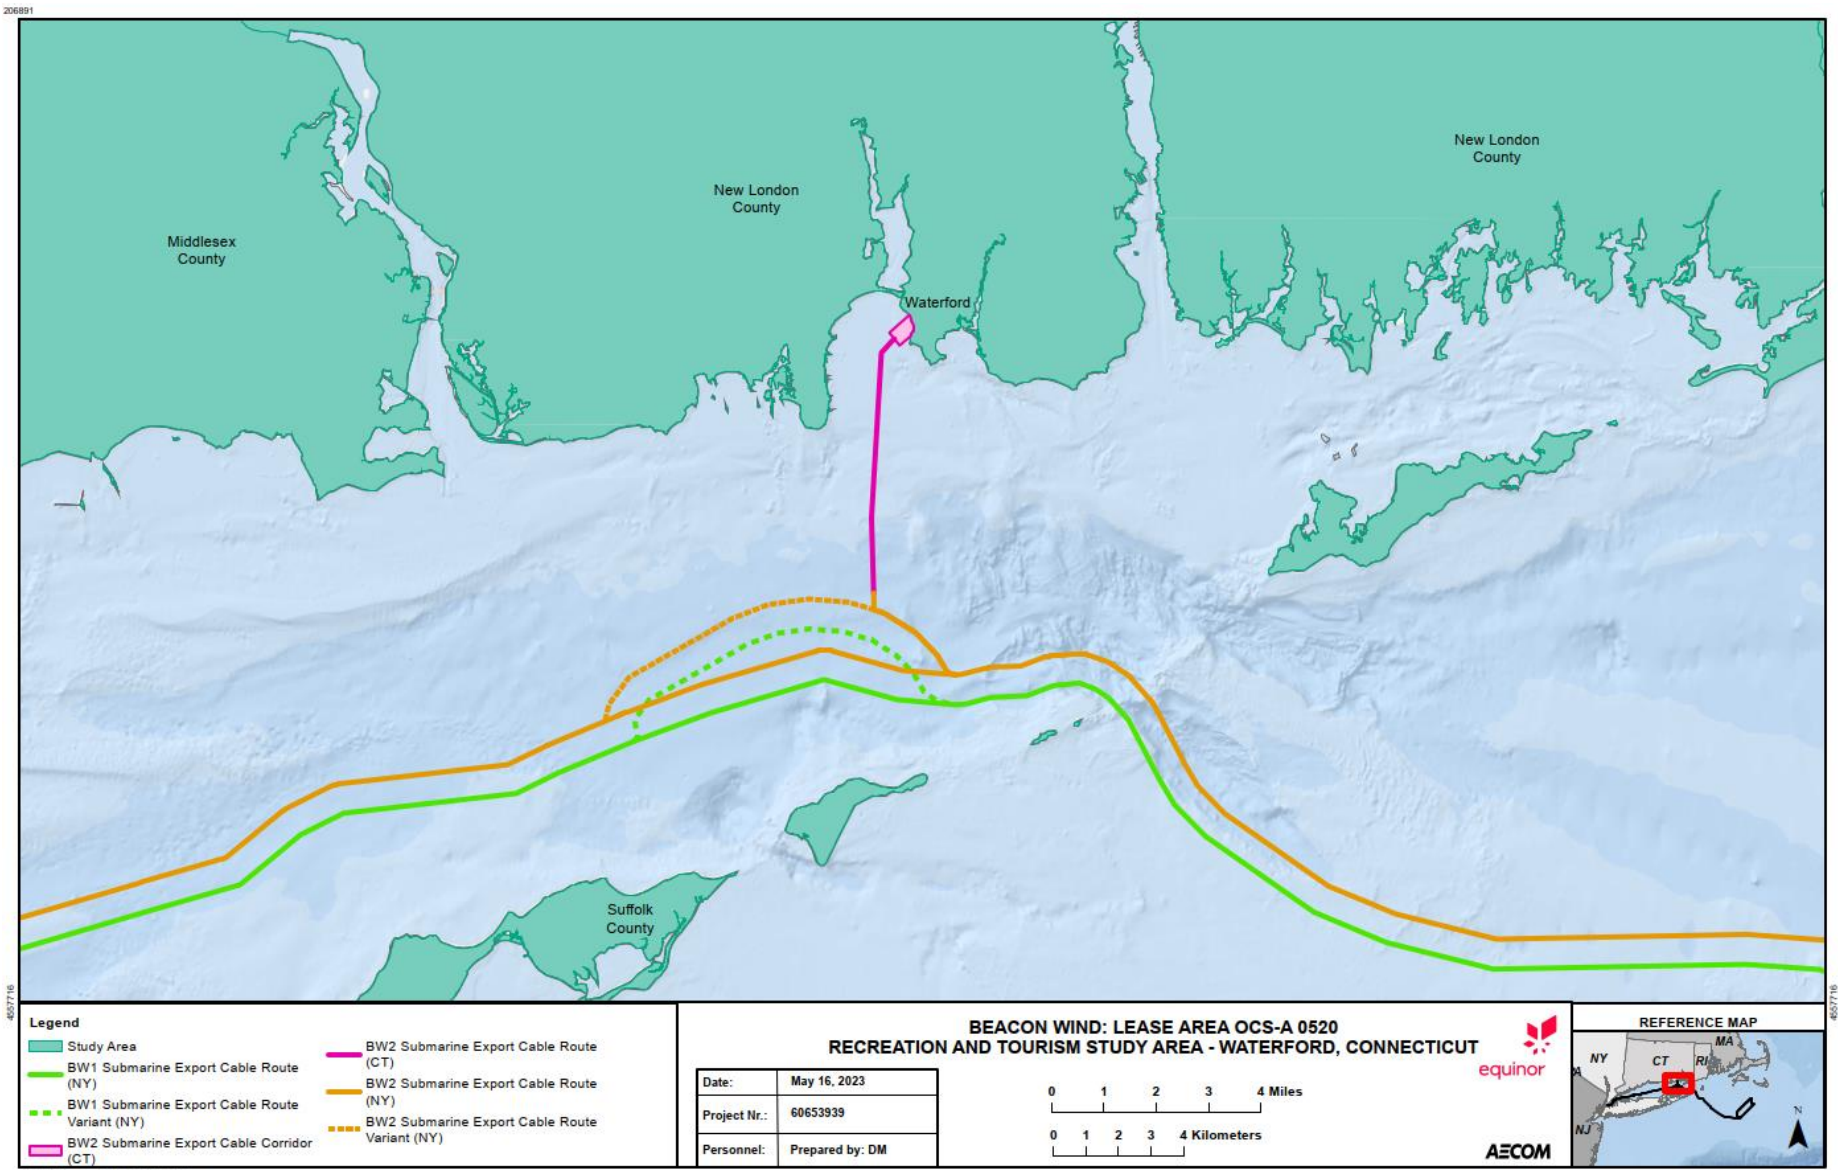 206891
New London
County
New London
County
Middlesex
County
Waterford
Suffolk
County
4557716
4557716
Legend
Study Area
BW1 Submarine Export Cable Route
(NY)
BW1 Submarine Export Cable Route
Variant (NY)
BW2 Submarine Export Cable Corridor
(CT)
BW2 Submarine Export Cable Route
(CT)
BW2 Submarine Export Cable Route
(NY)
BW2 Submarine Export Cable Route
Variant (NY)
BEACON WIND: LEASE AREA OCS-A 0520
RECREATION AND TOURISM STUDY AREA - WATERFORD, CONNECTICUT
equinor
Date: May 16, 2023
Project Nr.: 60653939
Personnel: Prepared by: DM
0 1 2 3 4 Miles
0 1 2 3 4 Kilometers
AECOM
REFERENCE MAP
MA
NY CT RI
NJ
N